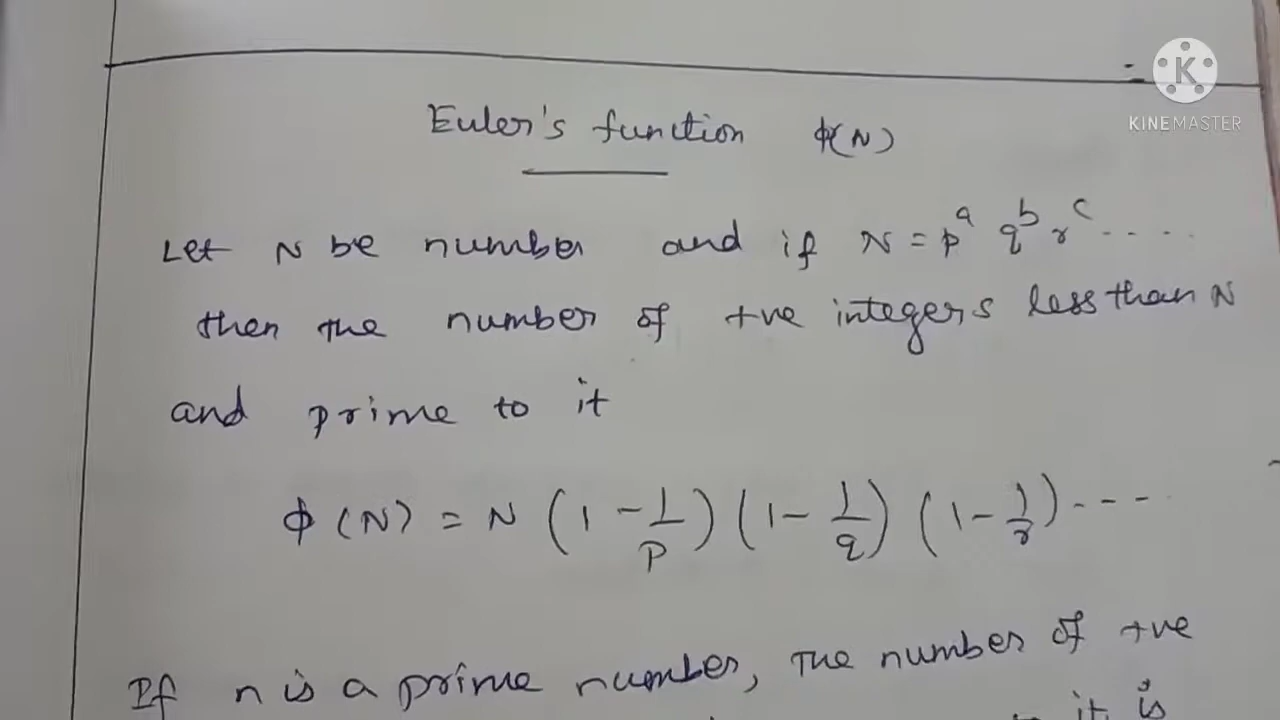 KINEMASTER
Euler's function ϕ(N)
Let N be number and if N = p^a q^b r^c ....
then the number of +ve integers less than N
and prime to it
ϕ(N) = N (1 - 1/p) (1 - 1/q) (1 - 1/r) ---
If n is a prime number, the number of +ve
it is